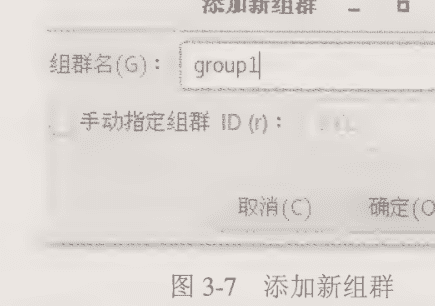 添加新组群
组群名(G)： group1
手动指定组群 ID (r)：
取消(C) 确定(O
图 3-7 添加新组群